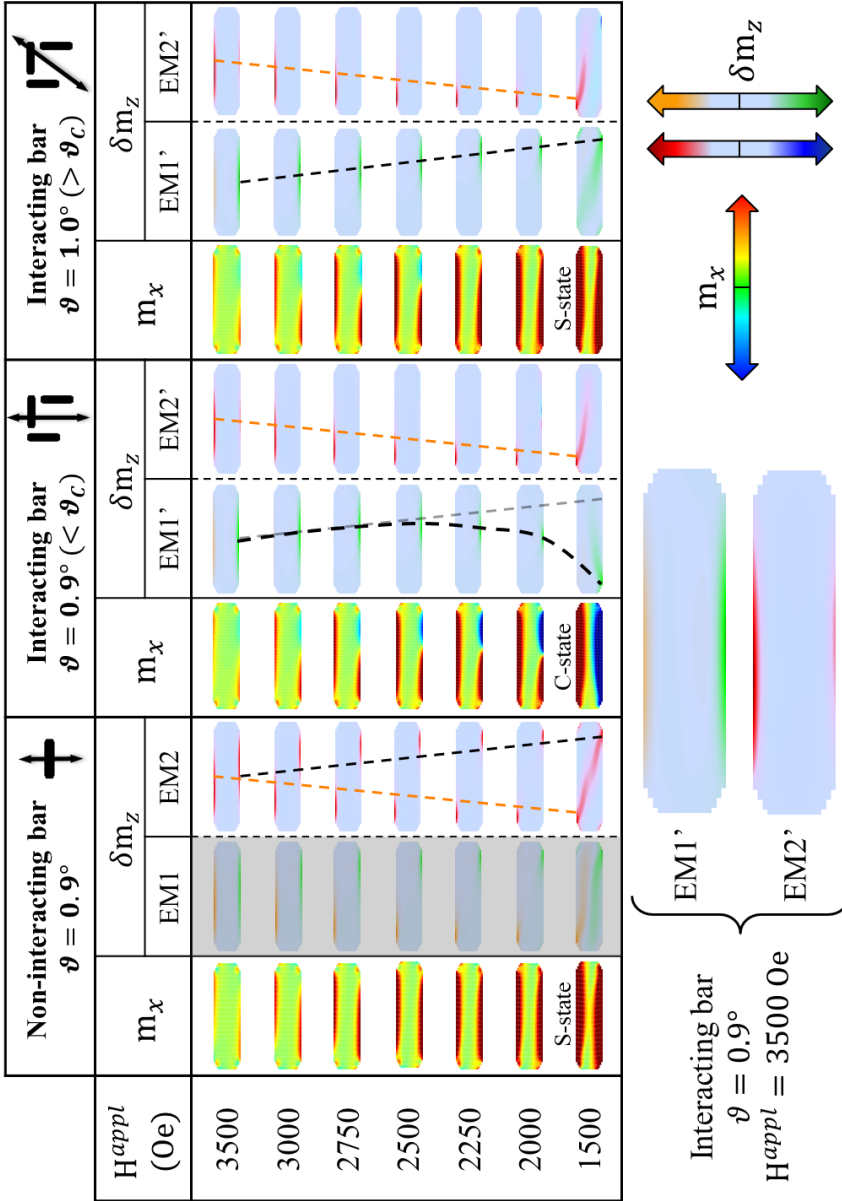 Non-interacting bar
ϑ = 0.9°
Interacting bar
ϑ = 0.9° (< ϑ_C)
Interacting bar
ϑ = 1.0° (> ϑ_C)
H^appl
(Oe)
m_x
δm_z
m_x
δm_z
m_x
δm_z
EM1
EM2
EM1’
EM2’
EM1’
EM2’
3500
3000
2750
2500
2250
2000
1500
S-state
C-state
S-state
Interacting bar
ϑ = 0.9°
H^appl = 3500 Oe
EM1’
EM2’
m_x
δm_z